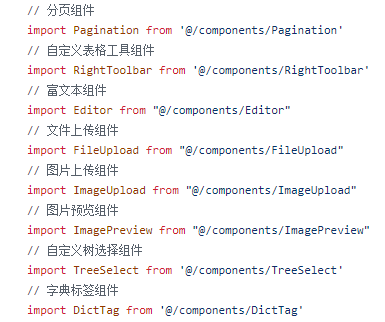 // 分页组件
import Pagination from '@/components/Pagination'
// 自定义表格工具组件
import RightToolbar from '@/components/RightToolbar'
// 富文本组件
import Editor from "@/components/Editor"
// 文件上传组件
import FileUpload from "@/components/FileUpload"
// 图片上传组件
import ImageUpload from "@/components/ImageUpload"
// 图片预览组件
import ImagePreview from "@/components/ImagePreview"
// 自定义树选择组件
import TreeSelect from '@/components/TreeSelect'
// 字典标签组件
import DictTag from '@/components/DictTag'